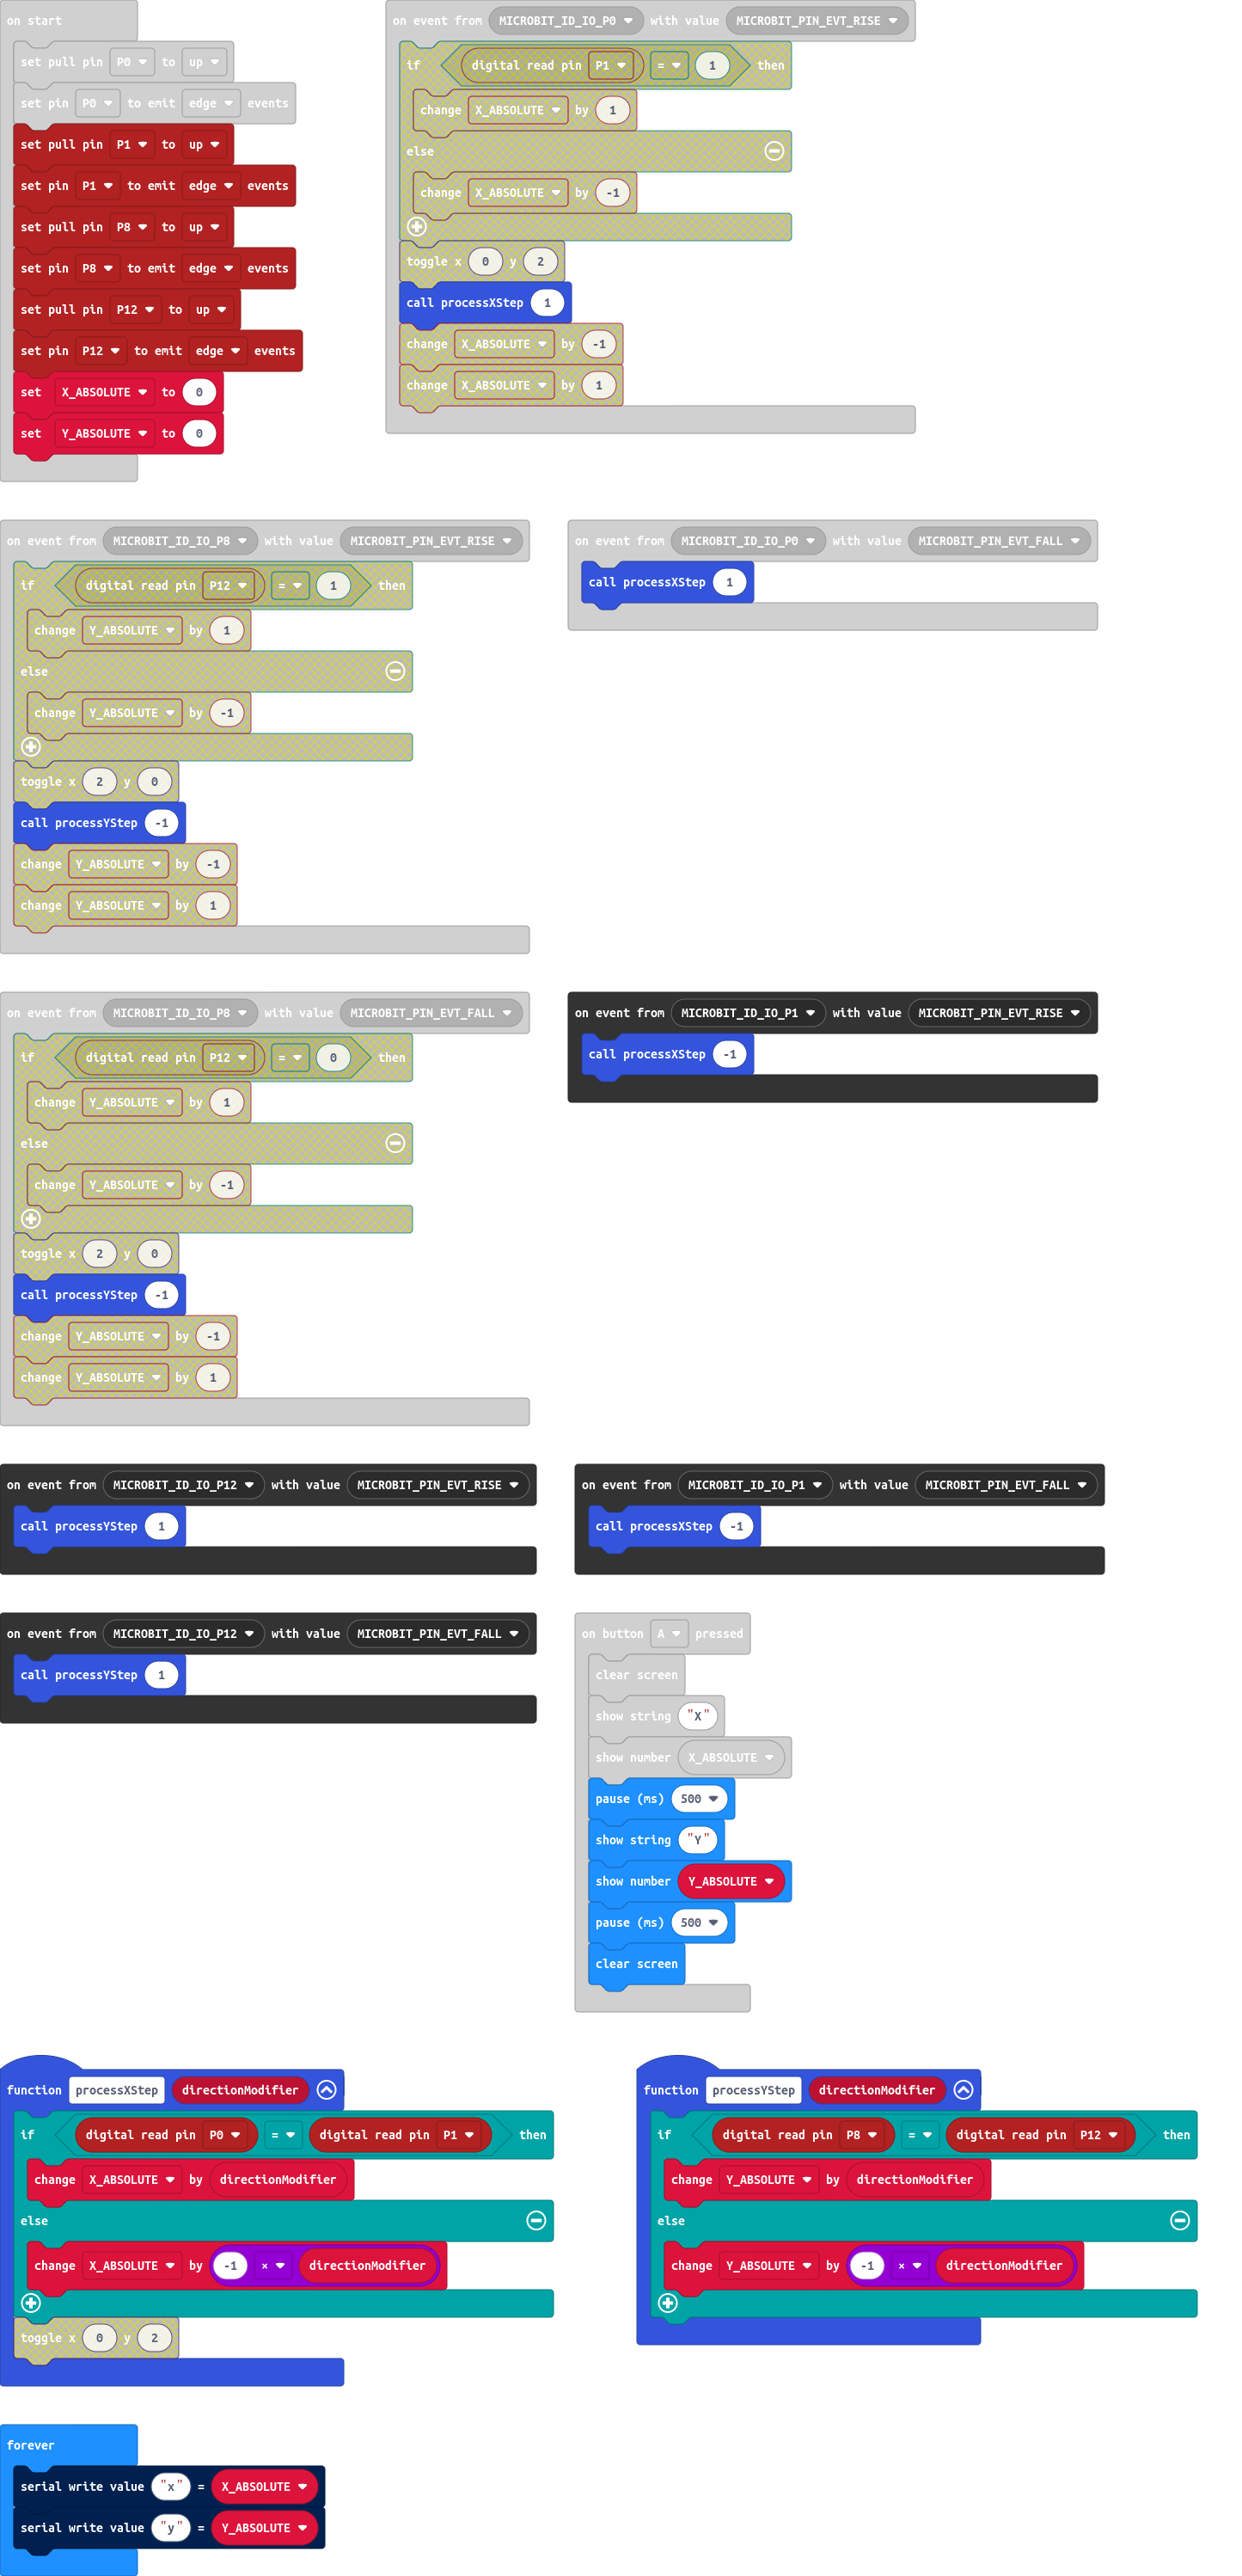 on start
set pull pin P0 to up
set pin P0 to emit edge events
set pull pin P1 to up
set pin P1 to emit edge events
set pull pin P8 to up
set pin P8 to emit edge events
set pull pin P12 to up
set pin P12 to emit edge events
set X_ABSOLUTE to 0
set Y_ABSOLUTE to 0
on event from MICROBIT_ID_IO_P0 with value MICROBIT_PIN_EVT_RISE
if digital read pin P1 = 1 then
change X_ABSOLUTE by 1
else
change X_ABSOLUTE by -1
toggle x 0 y 2
call processXStep 1
change X_ABSOLUTE by -1
change X_ABSOLUTE by 1
on event from MICROBIT_ID_IO_P8 with value MICROBIT_PIN_EVT_RISE
if digital read pin P12 = 1 then
change Y_ABSOLUTE by 1
else
change Y_ABSOLUTE by -1
toggle x 2 y 0
call processYStep -1
change Y_ABSOLUTE by -1
change Y_ABSOLUTE by 1
on event from MICROBIT_ID_IO_P0 with value MICROBIT_PIN_EVT_FALL
call processXStep 1
on event from MICROBIT_ID_IO_P8 with value MICROBIT_PIN_EVT_FALL
if digital read pin P12 = 0 then
change Y_ABSOLUTE by 1
else
change Y_ABSOLUTE by -1
toggle x 2 y 0
call processYStep -1
change Y_ABSOLUTE by -1
change Y_ABSOLUTE by 1
on event from MICROBIT_ID_IO_P1 with value MICROBIT_PIN_EVT_RISE
call processXStep -1
on event from MICROBIT_ID_IO_P12 with value MICROBIT_PIN_EVT_RISE
call processYStep 1
on event from MICROBIT_ID_IO_P1 with value MICROBIT_PIN_EVT_FALL
call processXStep -1
on event from MICROBIT_ID_IO_P12 with value MICROBIT_PIN_EVT_FALL
call processYStep 1
on button A pressed
clear screen
show string "X"
show number X_ABSOLUTE
pause (ms) 500
show string "Y"
show number Y_ABSOLUTE
pause (ms) 500
clear screen
function processXStep directionModifier
if digital read pin P0 = digital read pin P1 then
change X_ABSOLUTE by directionModifier
else
change X_ABSOLUTE by -1 × directionModifier
toggle x 0 y 2
function processYStep directionModifier
if digital read pin P8 = digital read pin P12 then
change Y_ABSOLUTE by directionModifier
else
change Y_ABSOLUTE by -1 × directionModifier
forever
serial write value "x" = X_ABSOLUTE
serial write value "y" = Y_ABSOLUTE